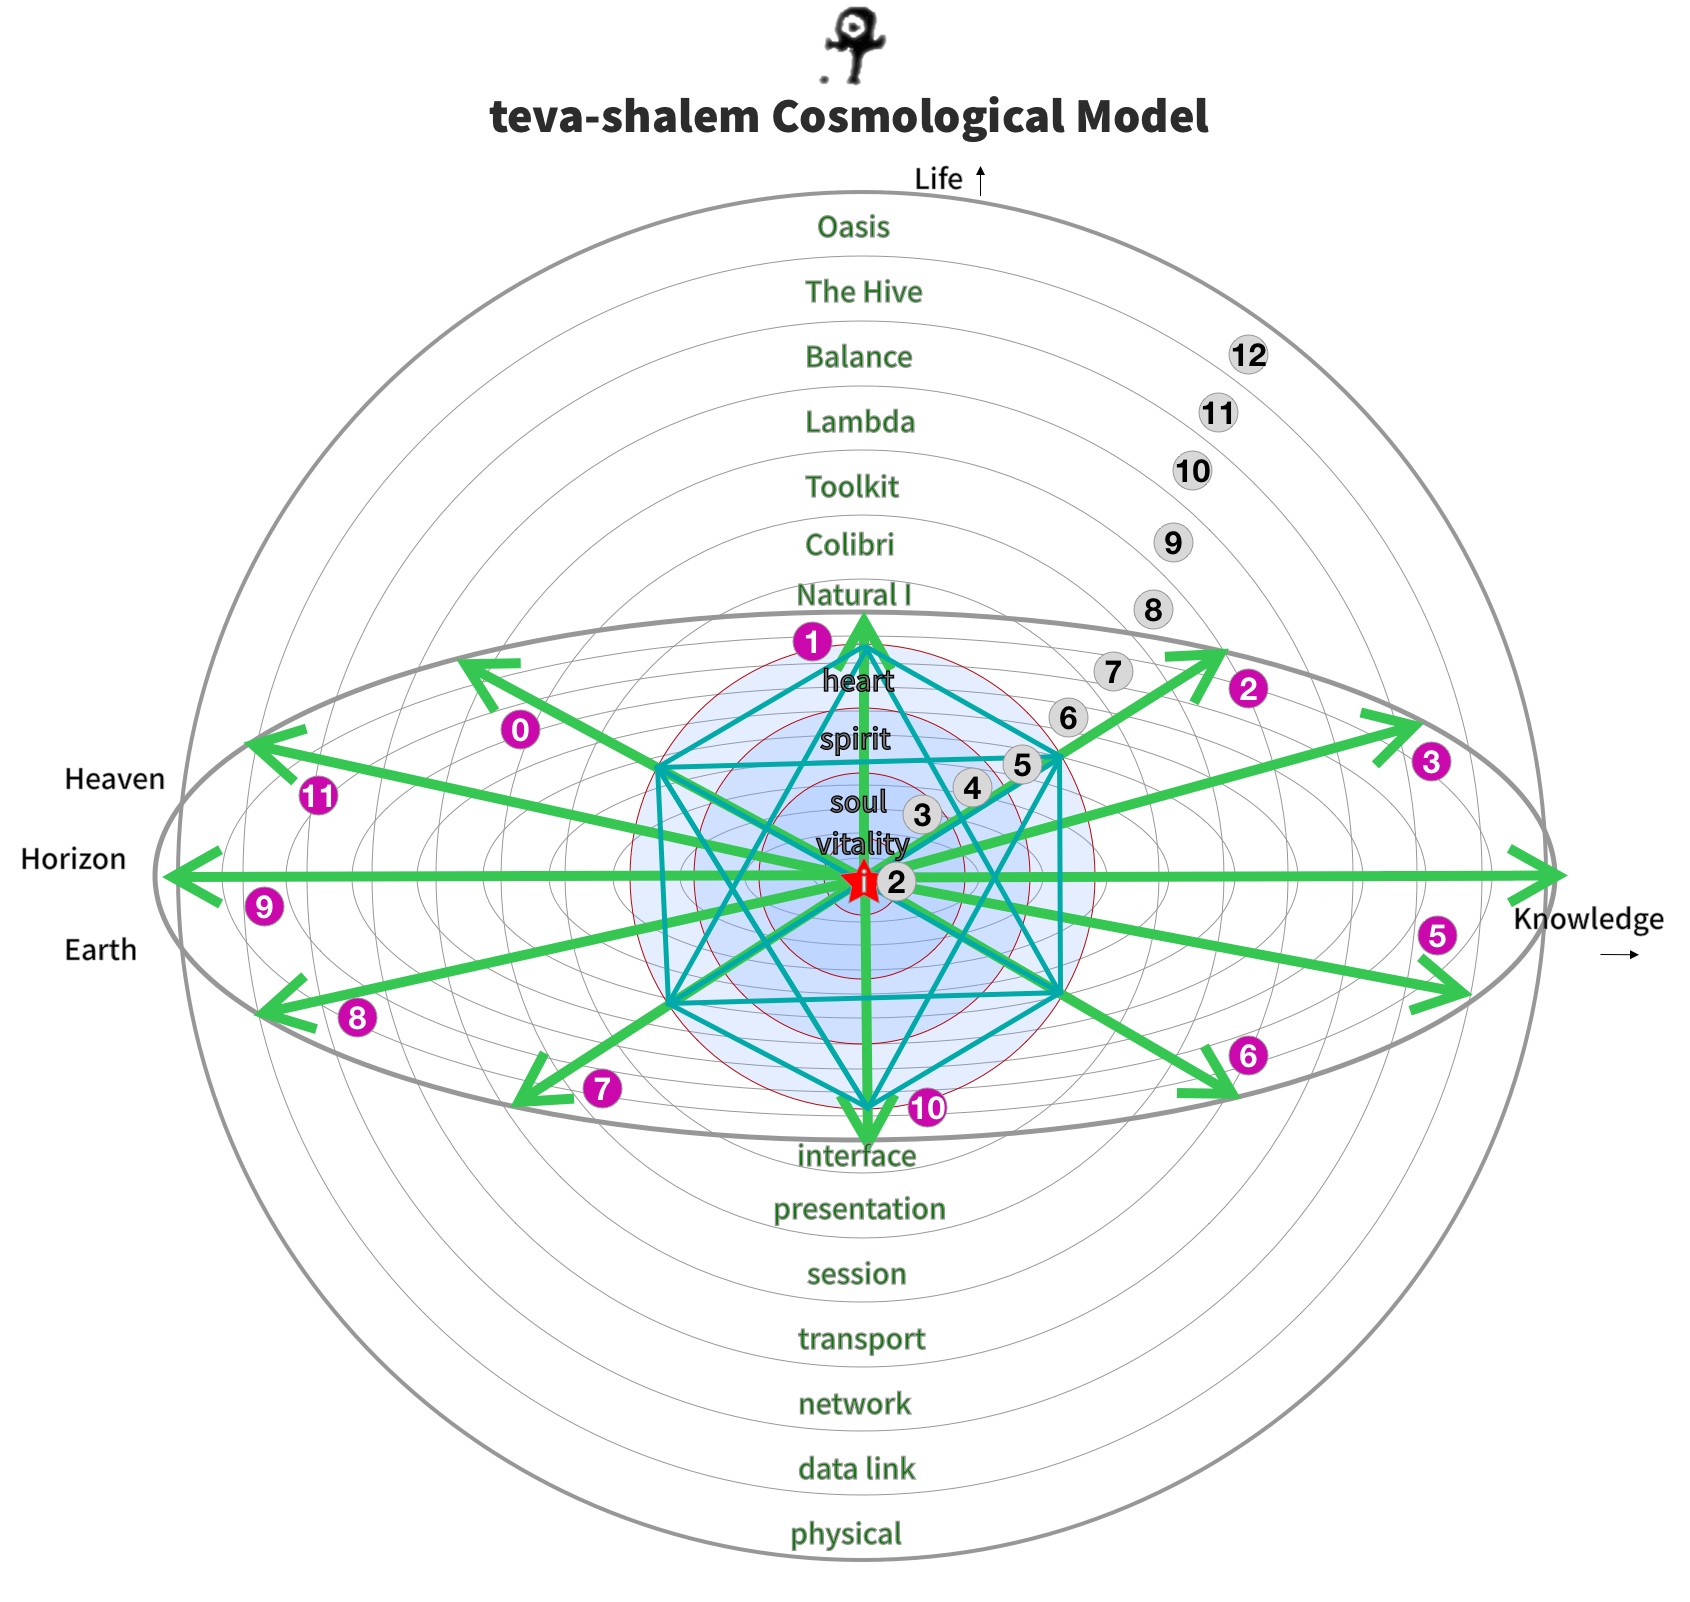 teva-shalem Cosmological Model
Life
Oasis
The Hive
Balance
12
Lambda
11
Toolkit
10
Colibri
9
Natural I
8
1
heart
7
2
0
spirit
6
3
Heaven
11
soul
5
4
3
vitality
Horizon
i
2
9
Knowledge
5
Earth
8
6
7
10
interface
presentation
session
transport
network
data link
physical